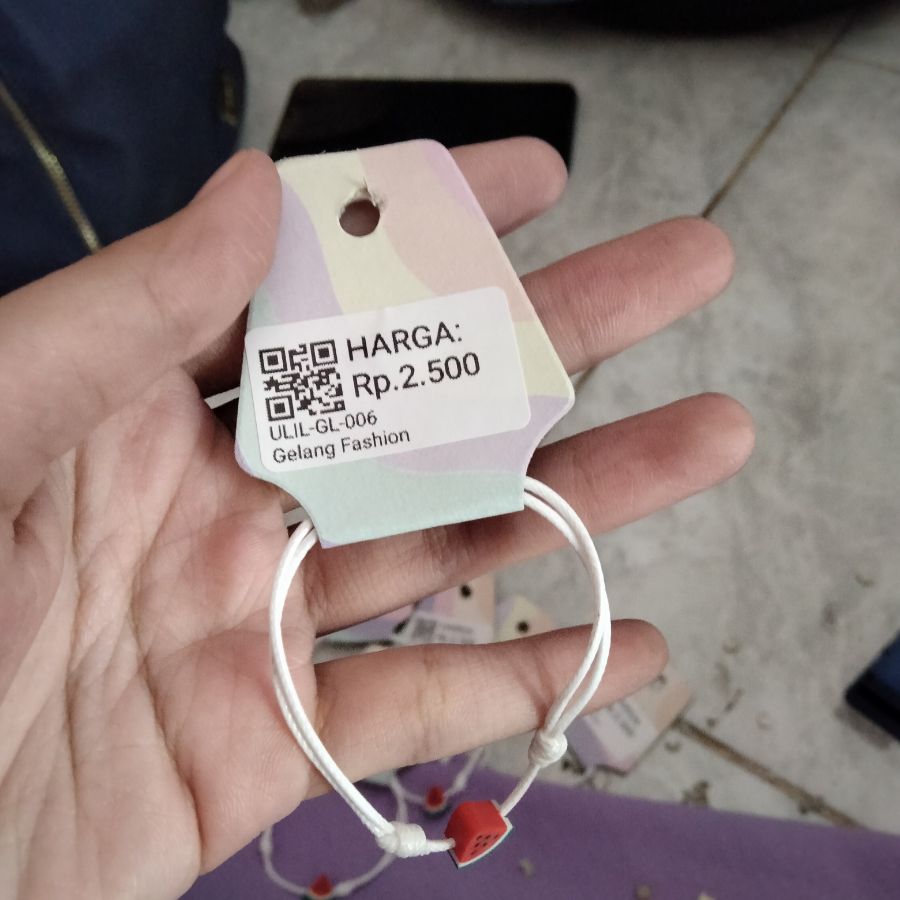 HARGA:
Rp.2.500
ULIL-GL-006
Gelang Fashion